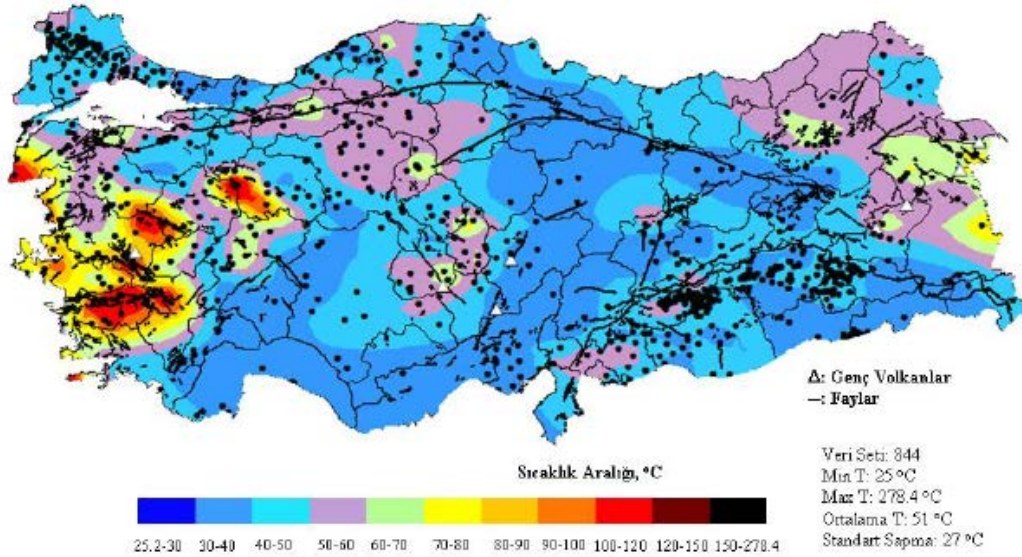 Δ: Genç Volkanlar
—: Faylar
Sıcaklık Aralığı, °C
Veri Seti: 844
Min T: 25 °C
Max T: 278.4 °C
Ortalama T: 51 °C
Standart Sapma: 27 °C
25.2-30 30-40 40-50 50-60 60-70 70-80 80-90 90-100 100-120 120-150 150-278.4